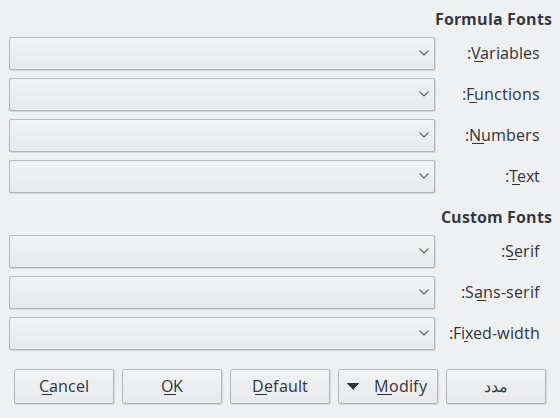 Formula Fonts
Variables:
Functions:
Numbers:
Text:
Custom Fonts
Serif:
Sans-serif:
Fixed-width:
مدد Modify Default OK Cancel